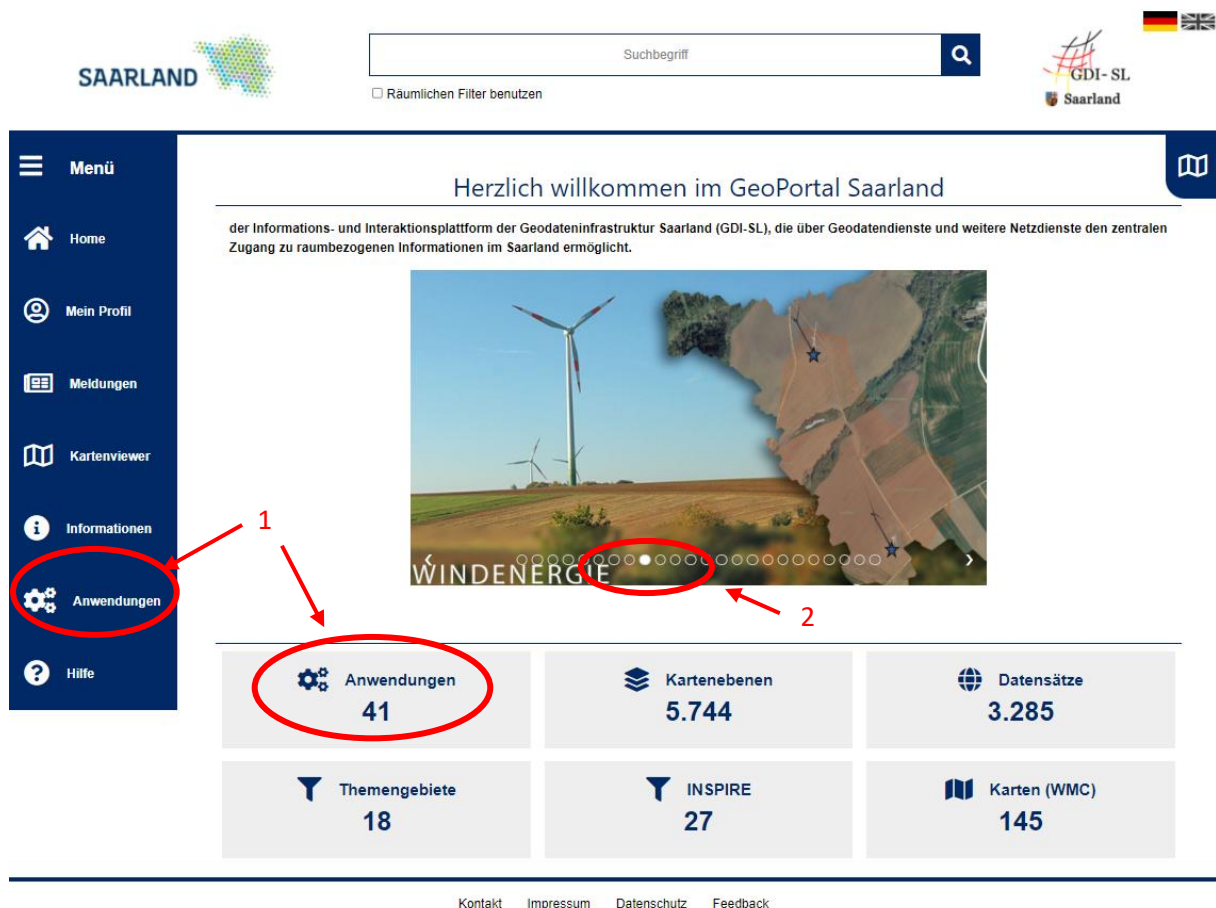 SAARLAND
Suchbegriff
Räumlichen Filter benutzen
GDI-SL
Saarland
Menü
Home
Mein Profil
Meldungen
Kartenviewer
Informationen
Anwendungen
Hilfe
Herzlich willkommen im GeoPortal Saarland
der Informations- und Interaktionsplattform der Geodateninfrastruktur Saarland (GDI-SL), die über Geodatendienste und weitere Netzdienste den zentralen
Zugang zu raumbezogenen Informationen im Saarland ermöglicht.
WINDENERGIE
1
2
Anwendungen
41
Kartenebenen
5.744
Datensätze
3.285
Themengebiete
18
INSPIRE
27
Karten (WMC)
145
Kontakt Impressum Datenschutz Feedback